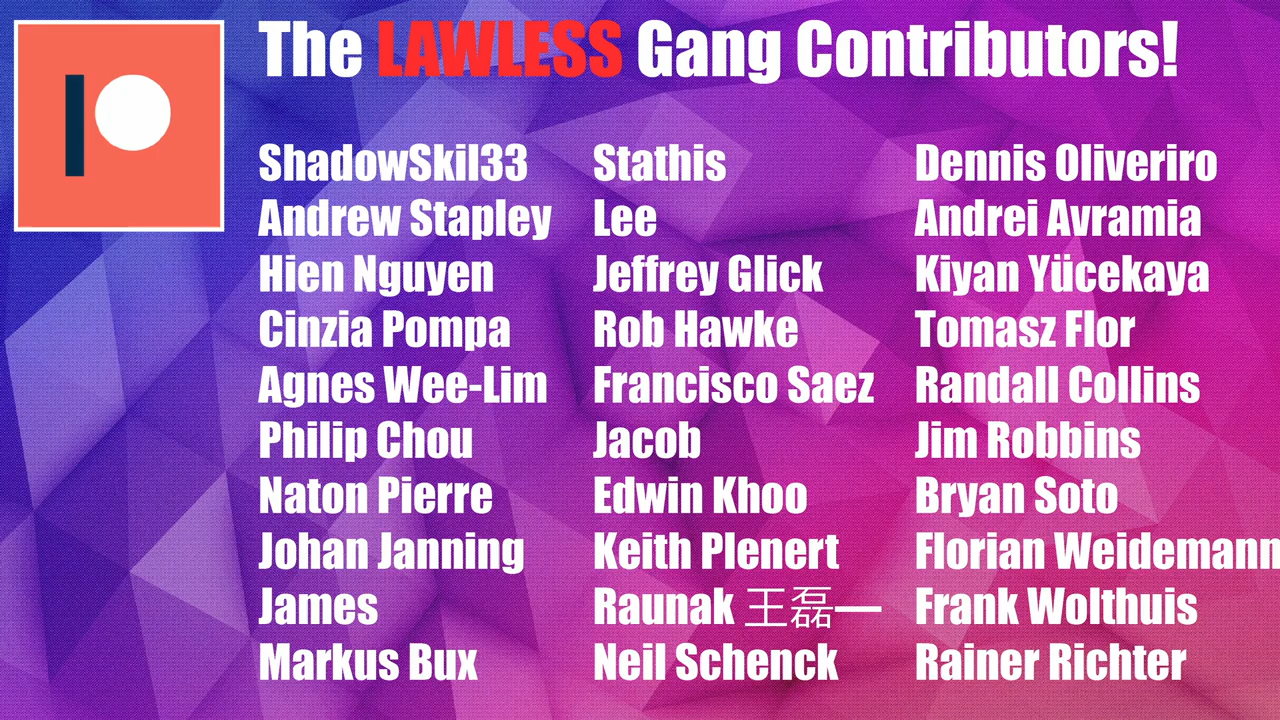 The LAWLESS Gang Contributors!
ShadowSkil33
Andrew Stapley
Hien Nguyen
Cinzia Pompa
Agnes Wee-Lim
Philip Chou
Naton Pierre
Johan Janning
James
Markus Bux
Stathis
Lee
Jeffrey Glick
Rob Hawke
Francisco Saez
Jacob
Edwin Khoo
Keith Plenert
Raunak 王磊一
Neil Schenck
Dennis Oliveriro
Andrei Avramia
Kiyan Yücekaya
Tomasz Flor
Randall Collins
Jim Robbins
Bryan Soto
Florian Weidemann
Frank Wolthuis
Rainer Richter